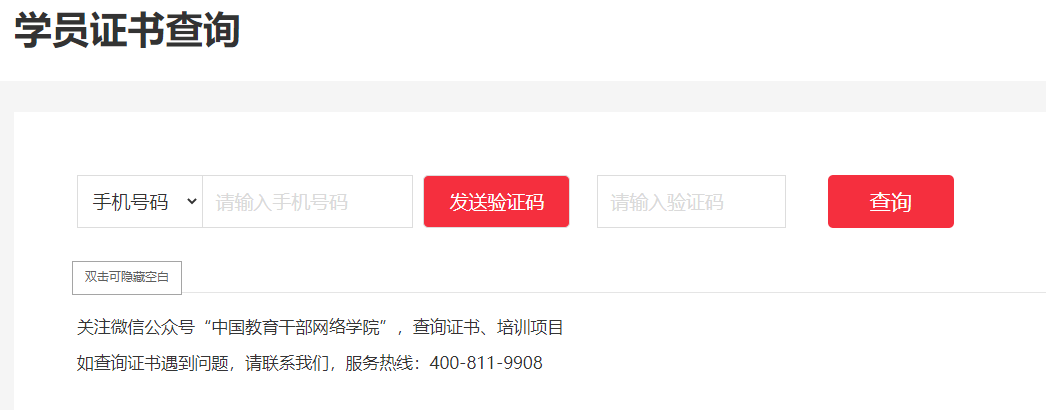 学员证书查询
手机号码 请输入手机号码 发送验证码 请输入验证码 查询
双击可隐藏空白
关注微信公众号“中国教育干部网络学院”，查询证书、培训项目
如查询证书遇到问题，请联系我们，服务热线：400-811-9908